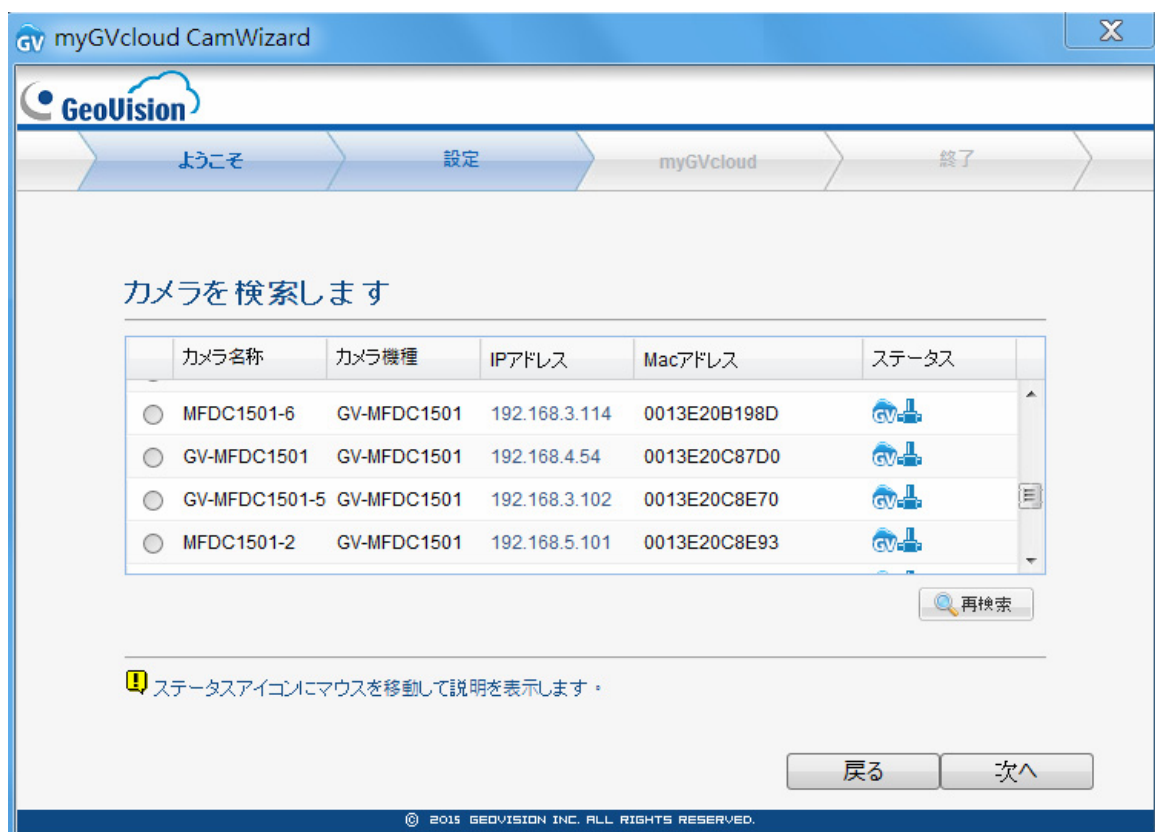 GV myGVcloud CamWizard
GeoVision
ようこそ 設定 myGVcloud 終了
カメラを検索します
カメラ名称 カメラ機種 IPアドレス Macアドレス ステータス
MFDC1501-6 GV-MFDC1501 192.168.3.114 0013E20B198D GV
GV-MFDC1501 GV-MFDC1501 192.168.4.54 0013E20C87D0 GV
GV-MFDC1501-5 GV-MFDC1501 192.168.3.102 0013E20C8E70 GV
MFDC1501-2 GV-MFDC1501 192.168.5.101 0013E20C8E93 GV
再検索
ステータスアイコンにマウスを移動して説明を表示します。
戻る 次へ
© 2015 GEOVISION INC. ALL RIGHTS RESERVED.